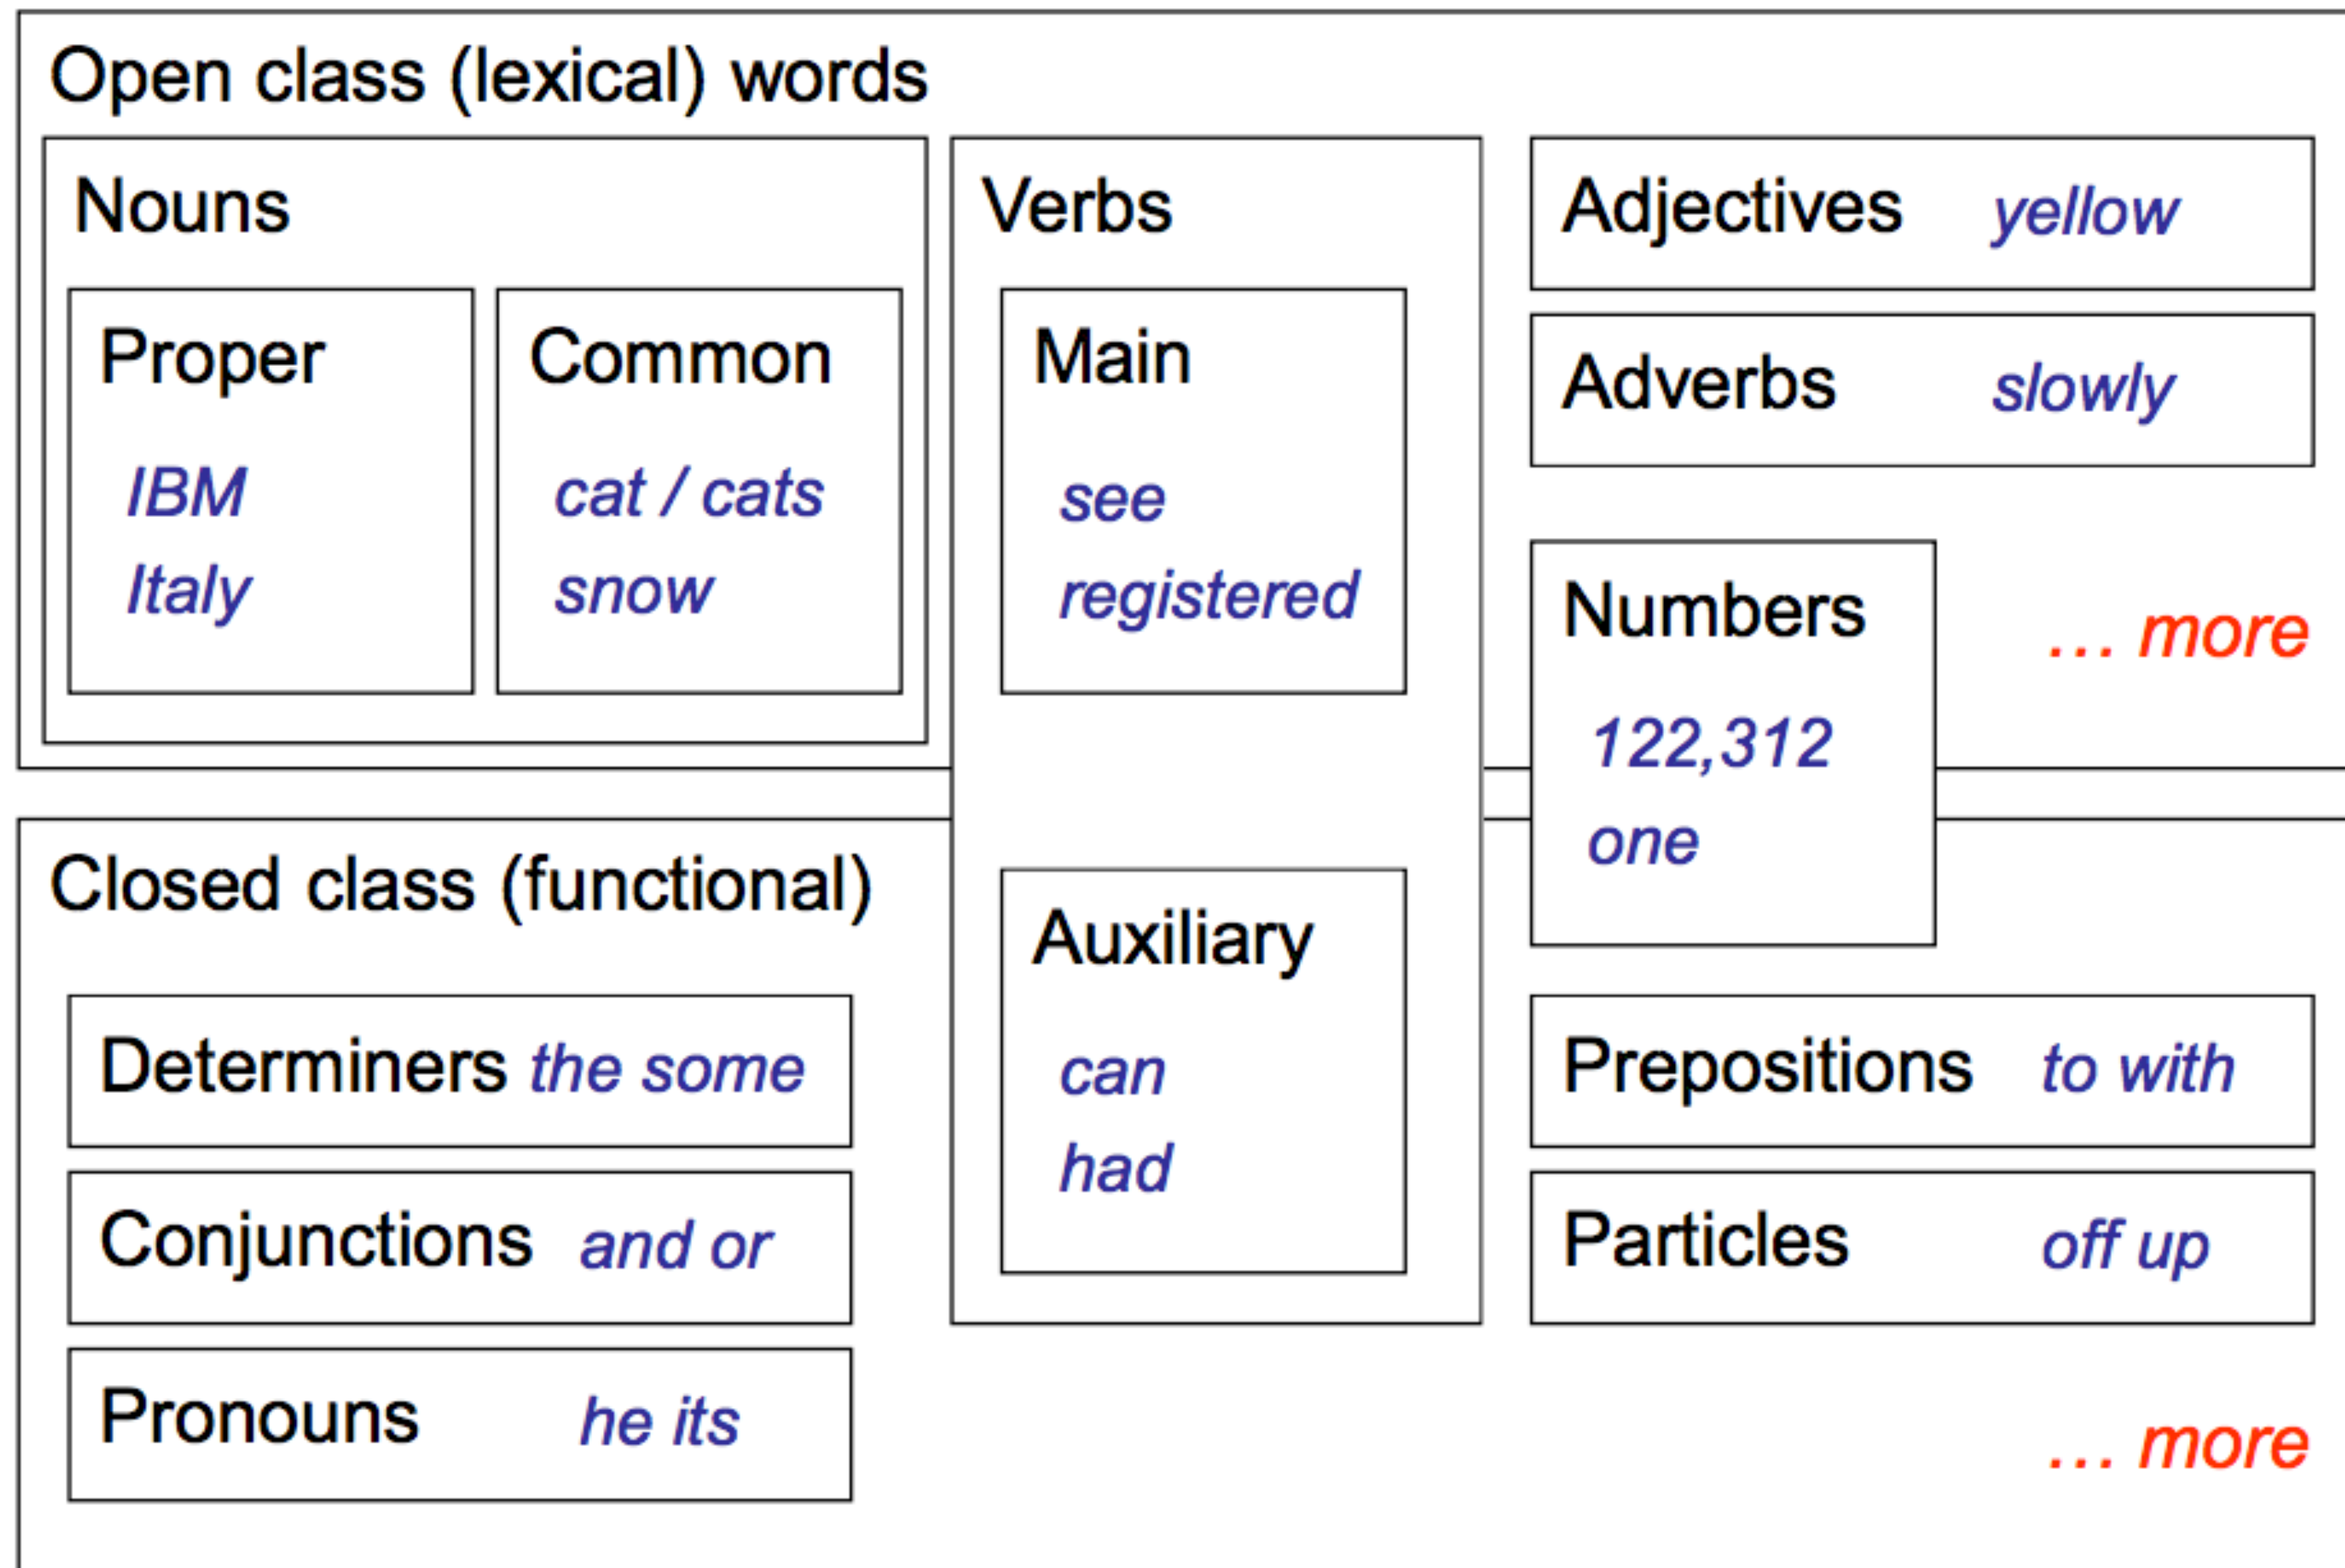 Open class (lexical) words
Nouns
Proper
IBM
Italy
Common
cat / cats
snow
Verbs
Main
see
registered
Adjectives yellow
Adverbs slowly
Numbers
122,312
one
… more
Closed class (functional)
Determiners the some
Conjunctions and or
Pronouns he its
Auxiliary
can
had
Prepositions to with
Particles off up
… more